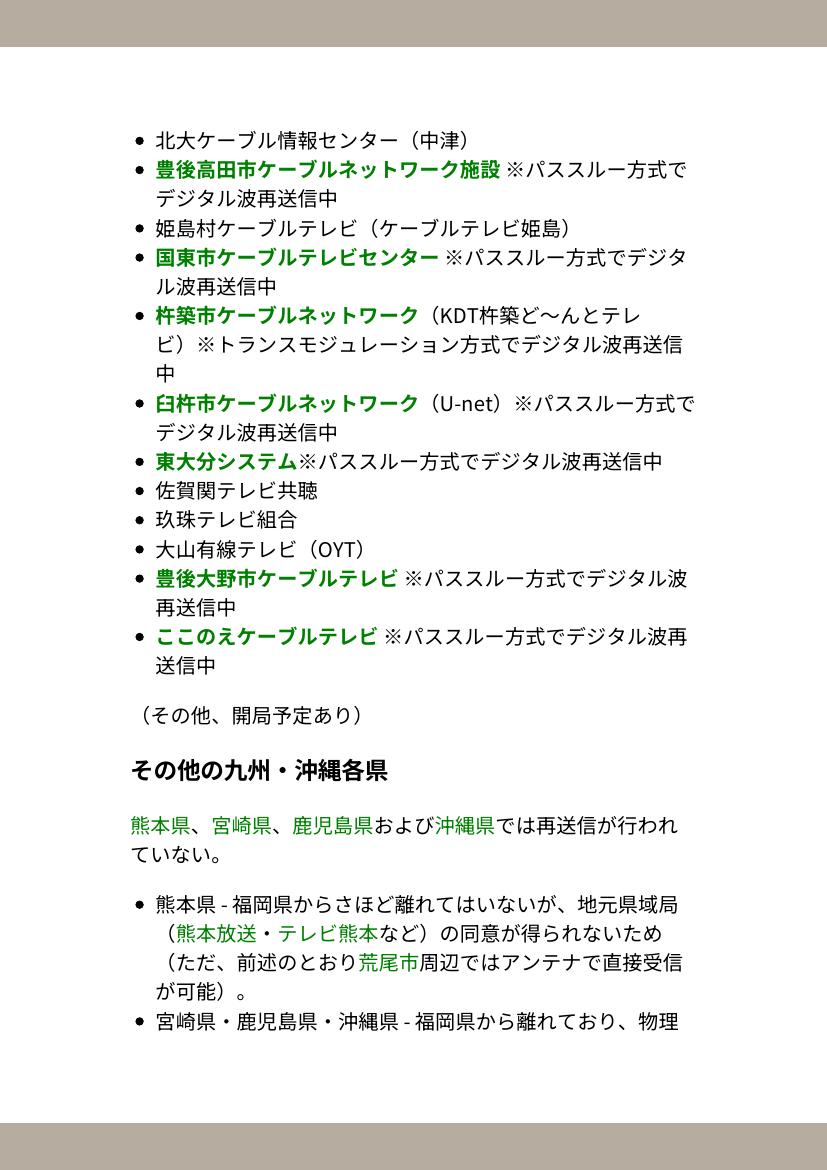 北大ケーブル情報センター（中津）
豊後高田市ケーブルネットワーク施設 ※パススルー方式で
デジタル波再送信中
姫島村ケーブルテレビ（ケーブルテレビ姫島）
国東市ケーブルテレビセンター ※パススルー方式でデジタ
ル波再送信中
杵築市ケーブルネットワーク（KDT杵築ど〜んとテレ
ビ）※トランスモジュレーション方式でデジタル波再送信
中
臼杵市ケーブルネットワーク（U-net）※パススルー方式で
デジタル波再送信中
東大分システム※パススルー方式でデジタル波再送信中
佐賀関テレビ共聴
玖珠テレビ組合
大山有線テレビ（OYT）
豊後大野市ケーブルテレビ ※パススルー方式でデジタル波
再送信中
ここのえケーブルテレビ ※パススルー方式でデジタル波再
送信中
（その他、開局予定あり）
その他の九州・沖縄各県
熊本県、宮崎県、鹿児島県および沖縄県では再送信が行われ
ていない。
熊本県 - 福岡県からさほど離れてはいないが、地元県域局
（熊本放送・テレビ熊本など）の同意が得られないため
（ただ、前述のとおり荒尾市周辺ではアンテナで直接受信
が可能）。
宮崎県・鹿児島県・沖縄県 - 福岡県から離れており、物理